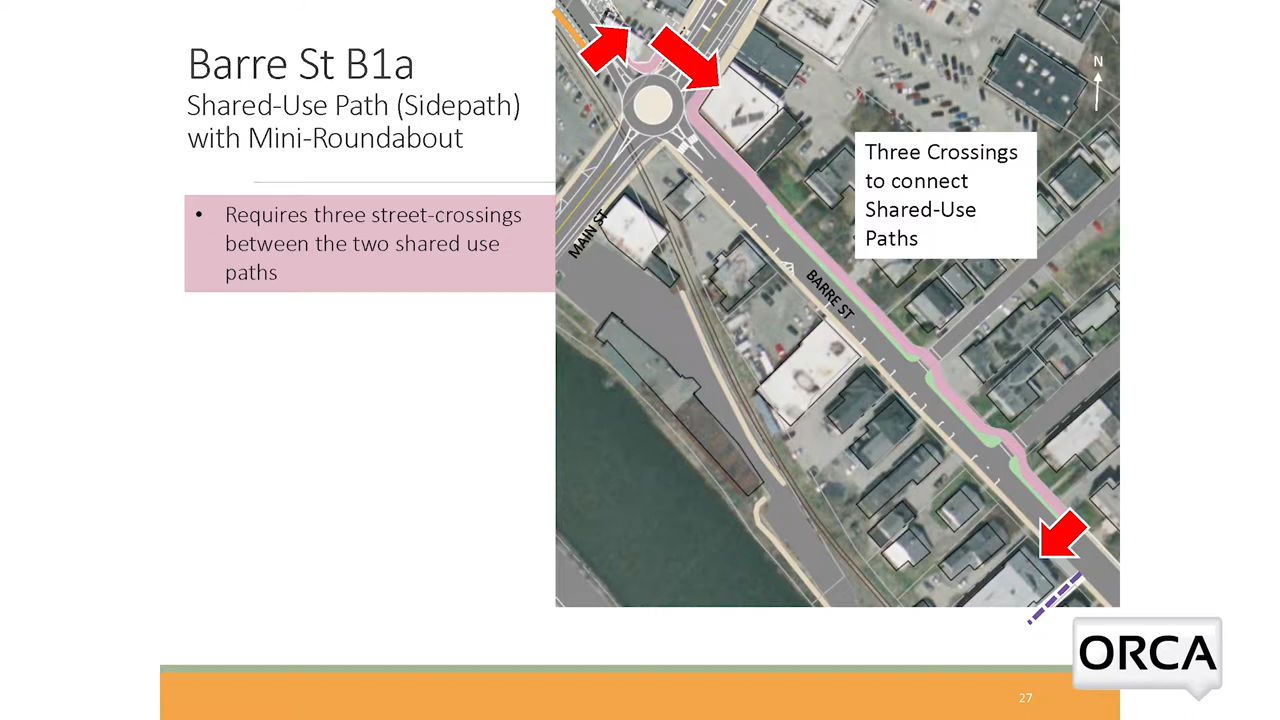 Barre St B1a
Shared-Use Path (Sidepath)
with Mini-Roundabout
• Requires three street-crossings
between the two shared use
paths
Three Crossings
to connect
Shared-Use
Paths
N
MAIN ST
BARRE ST
27
ORCA